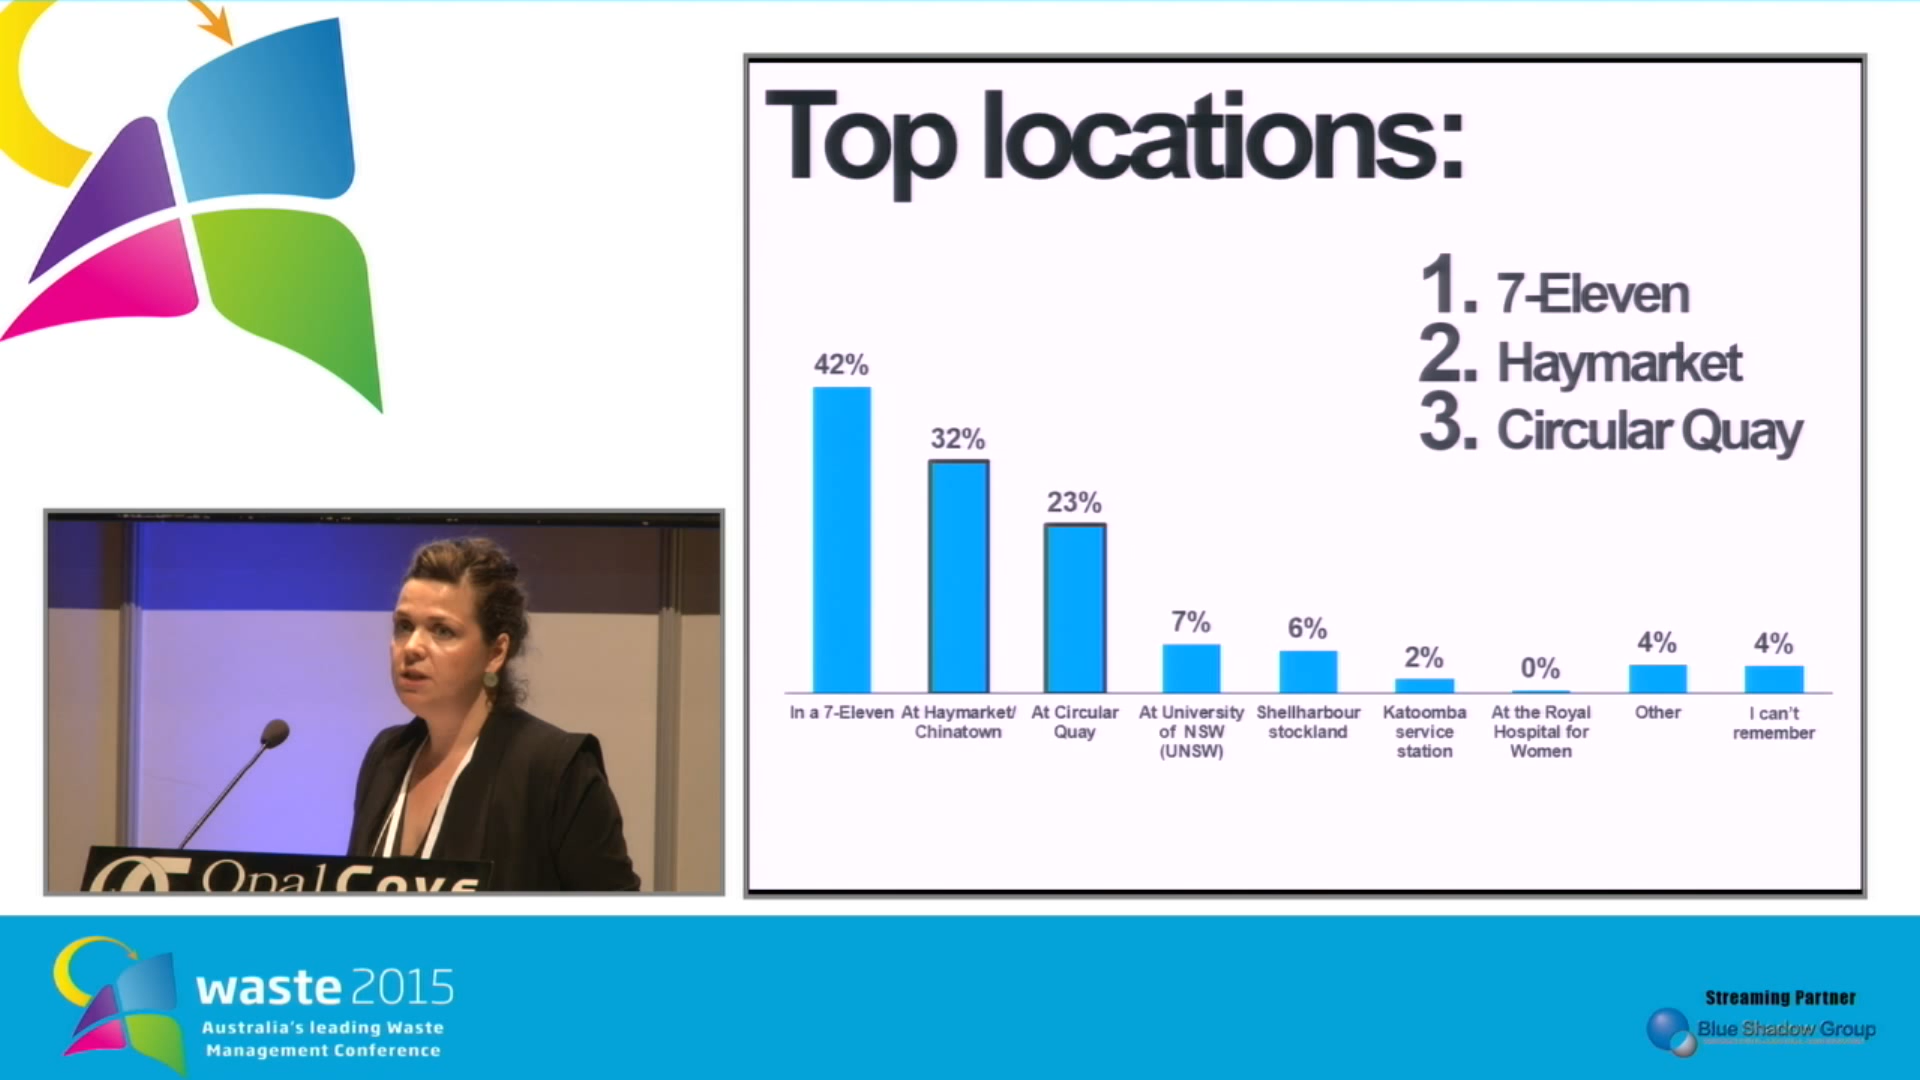 Top locations:
1. 7-Eleven
2. Haymarket
3. Circular Quay
42%
32%
23%
7%
6%
2%
0%
4%
4%
In a 7-Eleven
At Haymarket/
Chinatown
At Circular
Quay
At University
of NSW
(UNSW)
Shellharbour
stockland
Katoomba
service
station
At the Royal
Hospital for
Women
Other
I can't
remember
Opal Cove
waste 2015
Australia's leading Waste
Management Conference
Streaming Partner
Blue Shadow Group